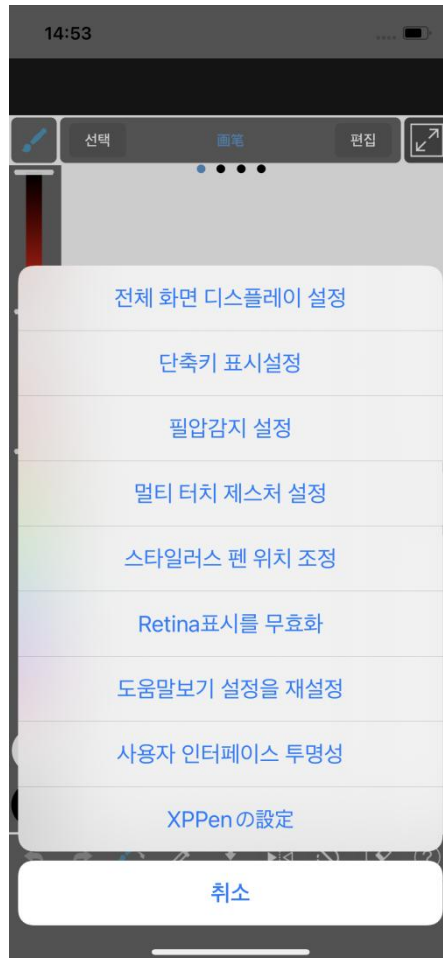 14:53
선택
画笔
편집
전체 화면 디스플레이 설정
단축키 표시설정
필압감지 설정
멀티 터치 제스처 설정
스타일러스 펜 위치 조정
Retina표시를 무효화
도움말보기 설정을 재설정
사용자 인터페이스 투명성
XPPenの設定
취소